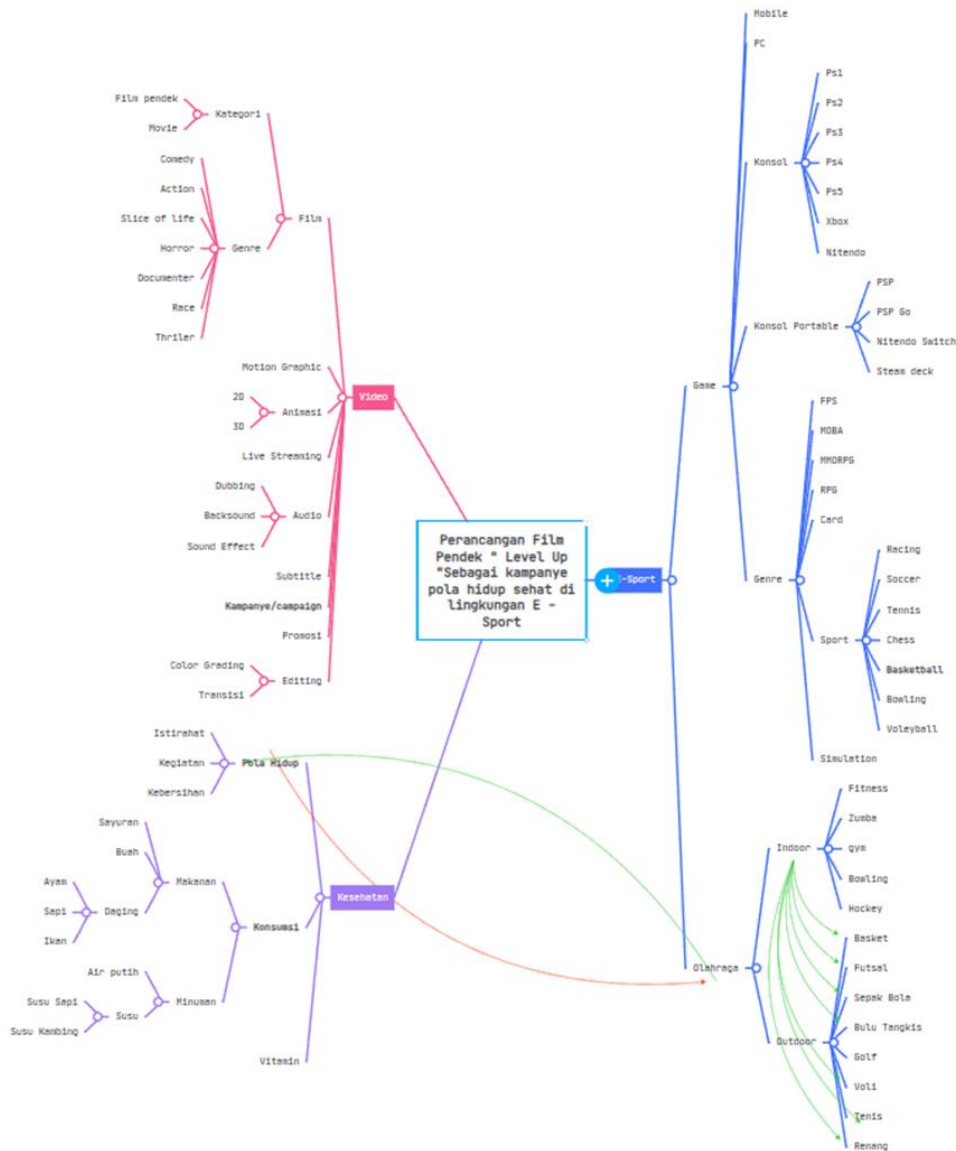 Mobile
PC
Ps1
Ps2
Ps3
Konsol
Ps4
Ps5
Xbox
Nitendo
PSP
PSP Go
Konsol Portable
Nitendo Switch
Steam deck
Game
FPS
MOBA
MMORPG
RPG
Card
Genre
Racing
Soccer
Tennis
Sport
Chess
Basketball
Bowling
Voleyball
Simulation
E-Sport
Fitness
Zumba
Indoor
gym
Bowling
Hockey
Olahraga
Basket
Futsal
Sepak Bola
Bulu Tangkis
Outdoor
Golf
Voli
Tenis
Renang
Perancangan Film
Pendek " Level Up
"Sebagai kampanye
pola hidup sehat di
lingkungan E -
Sport
Film pendek
Kategori
Movie
Comedy
Action
Slice of life
Film
Horror
Genre
Documenter
Race
Thriler
Motion Graphic
Video
2D
Animasi
3D
Live Streaming
Dubbing
Backsound
Audio
Sound Effect
Subtitle
Kampanye/campaign
Promosi
Color Grading
Editing
Transisi
Istirahat
Kegiatan
Pola Hidup
Kebersihan
Sayuran
Buah
Ayam
Makanan
Sapi
Daging
Ikan
Kesehatan
Konsumsi
Air putih
Susu Sapi
Minuman
Susu
Susu Kambing
Vitamin